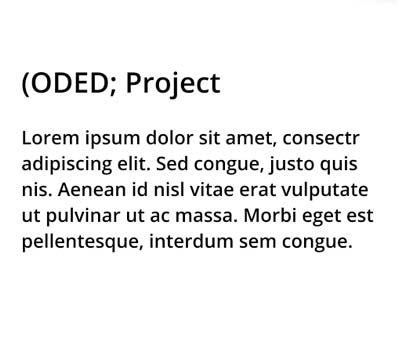 (ODED; Project
Lorem ipsum dolor sit amet, consectr
adipiscing elit. Sed congue, justo quis
nis. Aenean id nisl vitae erat vulputate
ut pulvinar ut ac massa. Morbi eget est
pellentesque, interdum sem congue.